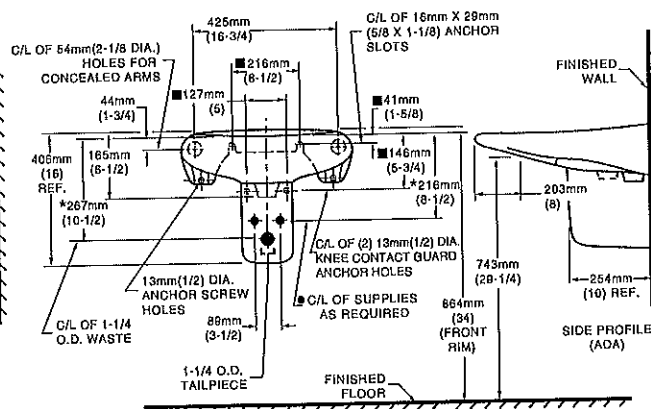 425mm
(16-3/4)
C/L OF 16mm X 29mm
(5/8 X 1-1/8) ANCHOR
SLOTS
C/L OF 54mm(2-1/8 DIA.)
HOLES FOR
CONCEALED ARMS
■216mm
(8-1/2)
FINISHED
WALL
■127mm
(5)
44mm
(1-3/4)
■41mm
(1-5/8)
406mm
(16)
REF.
165mm
(6-1/2)
■146mm
(5-3/4)
*267mm
(10-1/2)
*216mm
(8-1/2)
203mm
(8)
C/L OF (2) 13mm(1/2) DIA.
KNEE CONTACT GUARD
ANCHOR HOLES
743mm
(29-1/4)
13mm(1/2) DIA.
ANCHOR SCREW
HOLES
254mm
(10) REF.
● C/L OF SUPPLIES
AS REQUIRED
864mm
(34)
(FRONT
RIM)
C/L OF 1-1/4
O.D. WASTE
89mm
(3-1/2)
SIDE PROFILE
(ADA)
1-1/4 O.D.
TAILPIECE
FINISHED
FLOOR